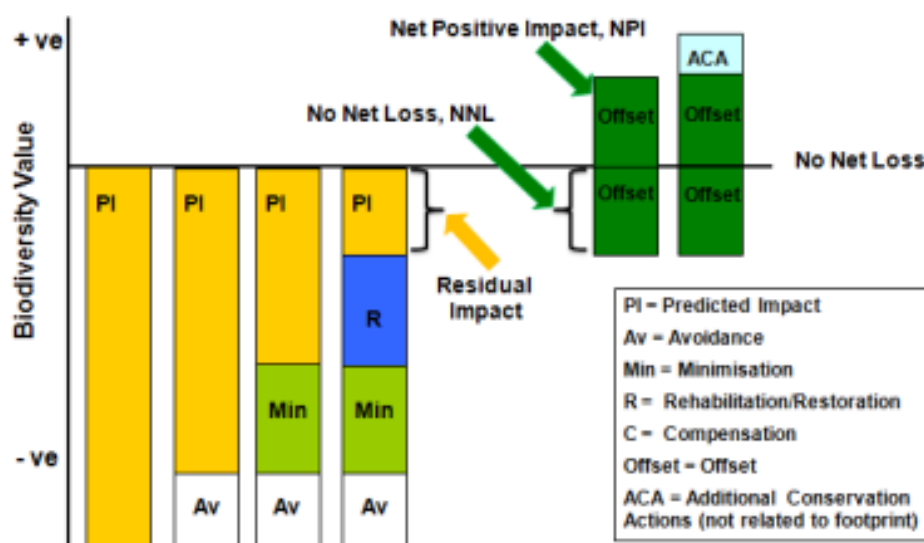 + ve
Net Positive Impact, NPI
ACA
Offset
Offset
No Net Loss, NNL
No Net Loss
Biodiversity Value
PI
PI
PI
PI
Offset
Offset
Residual
Impact
R
Min
Min
- ve
Av
Av
Av
PI = Predicted Impact
Av = Avoidance
Min = Minimisation
R = Rehabilitation/Restoration
C = Compensation
Offset = Offset
ACA = Additional Conservation
Actions (not related to footprint)